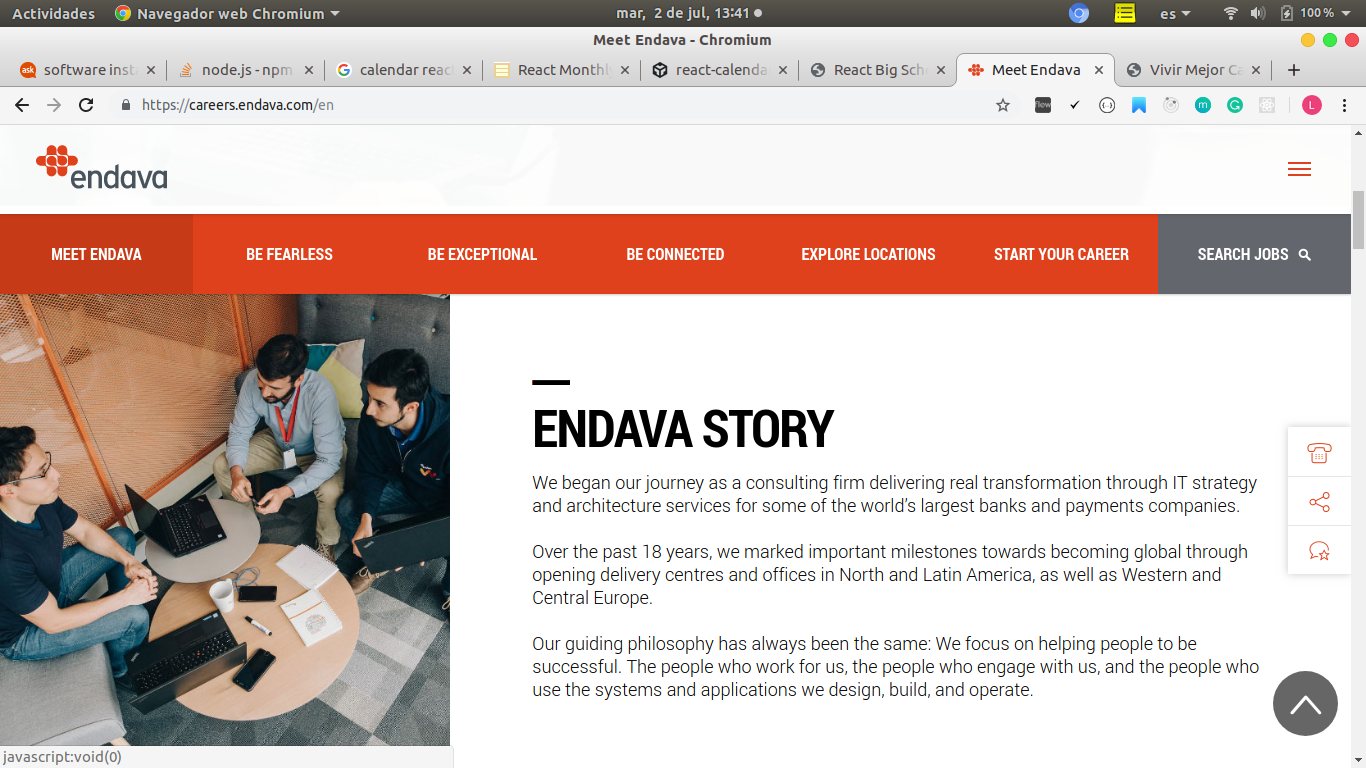 Actividades
Navegador web Chromium
mar, 2 de jul, 13:41
es
100 %
Meet Endava - Chromium
software inst
node.js - npm
calendar reac
React Monthl
react-calenda
React Big Sch
Meet Endava
Vivir Mejor Ca
https://careers.endava.com/en
flew
m
G
L
endava
MEET ENDAVA
BE FEARLESS
BE EXCEPTIONAL
BE CONNECTED
EXPLORE LOCATIONS
START YOUR CAREER
SEARCH JOBS
ENDAVA STORY
We began our journey as a consulting firm delivering real transformation through IT strategy
and architecture services for some of the world’s largest banks and payments companies.
Over the past 18 years, we marked important milestones towards becoming global through
opening delivery centres and offices in North and Latin America, as well as Western and
Central Europe.
Our guiding philosophy has always been the same: We focus on helping people to be
successful. The people who work for us, the people who engage with us, and the people who
use the systems and applications we design, build, and operate.
javascript:void(0)